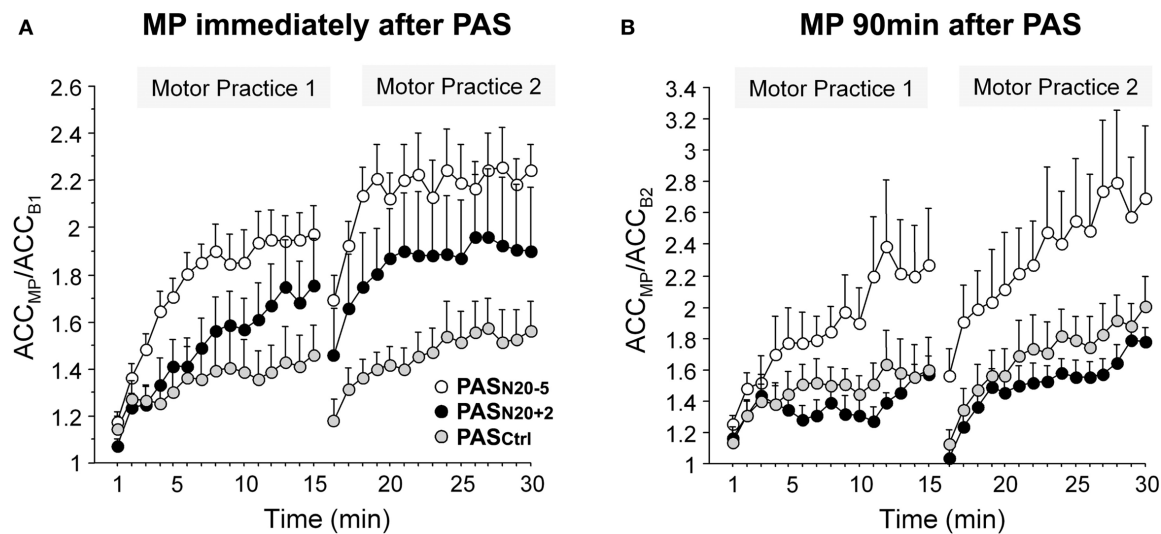 A
MP immediately after PAS
Motor Practice 1
Motor Practice 2
2.6
2.4
2.2
2
1.8
1.6
1.4
1.2
1
ACCMP/ACCB1
PASN20-5
PASN20+2
PASCtrl
1
5
10
15
20
25
30
Time (min)
B
MP 90min after PAS
Motor Practice 1
Motor Practice 2
3.4
3.2
3
2.8
2.6
2.4
2.2
2
1.8
1.6
1.4
1.2
1
ACCMP/ACCB2
1
5
10
15
20
25
30
Time (min)